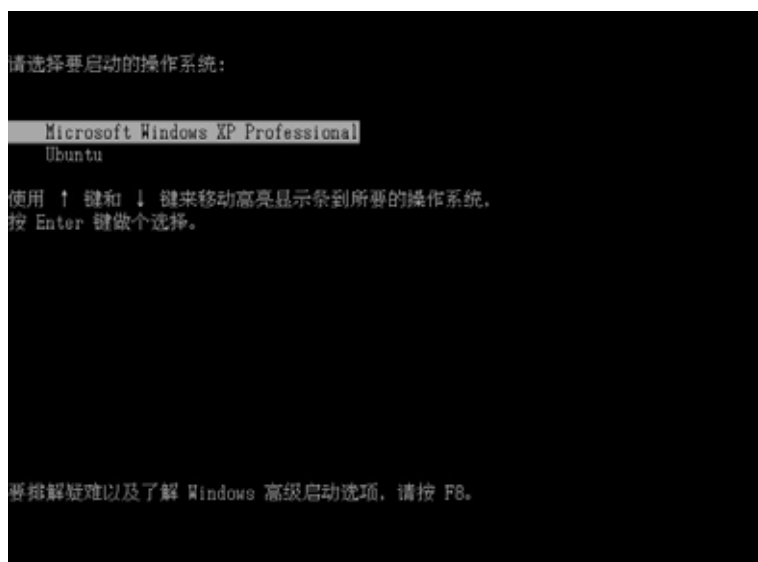 请选择要启动的操作系统:
Microsoft Windows XP Professional
Ubuntu
使用 ↑ 键和 ↓ 键来移动高亮显示条到所要的操作系统,
按 Enter 键做个选择。
要排解疑难以及了解 Windows 高级启动选项, 请按 F8。